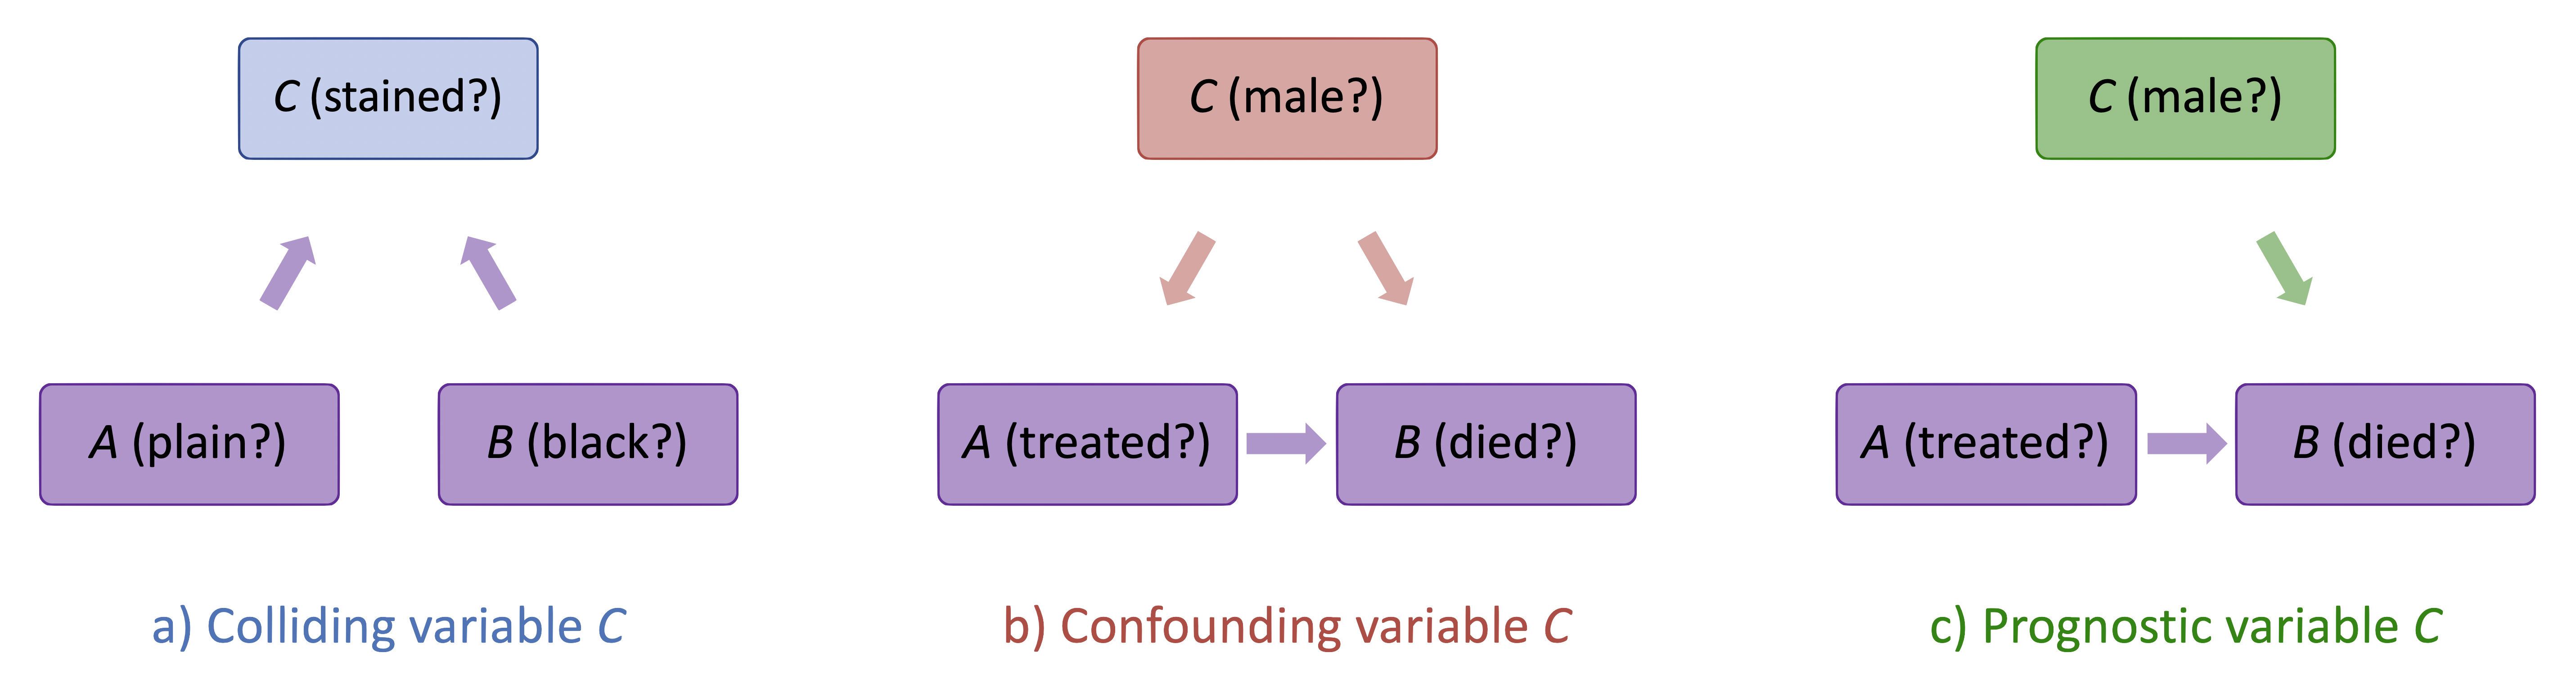 C (stained?)
A (plain?)
B (black?)
a) Colliding variable C
C (male?)
A (treated?)
B (died?)
b) Confounding variable C
C (male?)
A (treated?)
B (died?)
c) Prognostic variable C